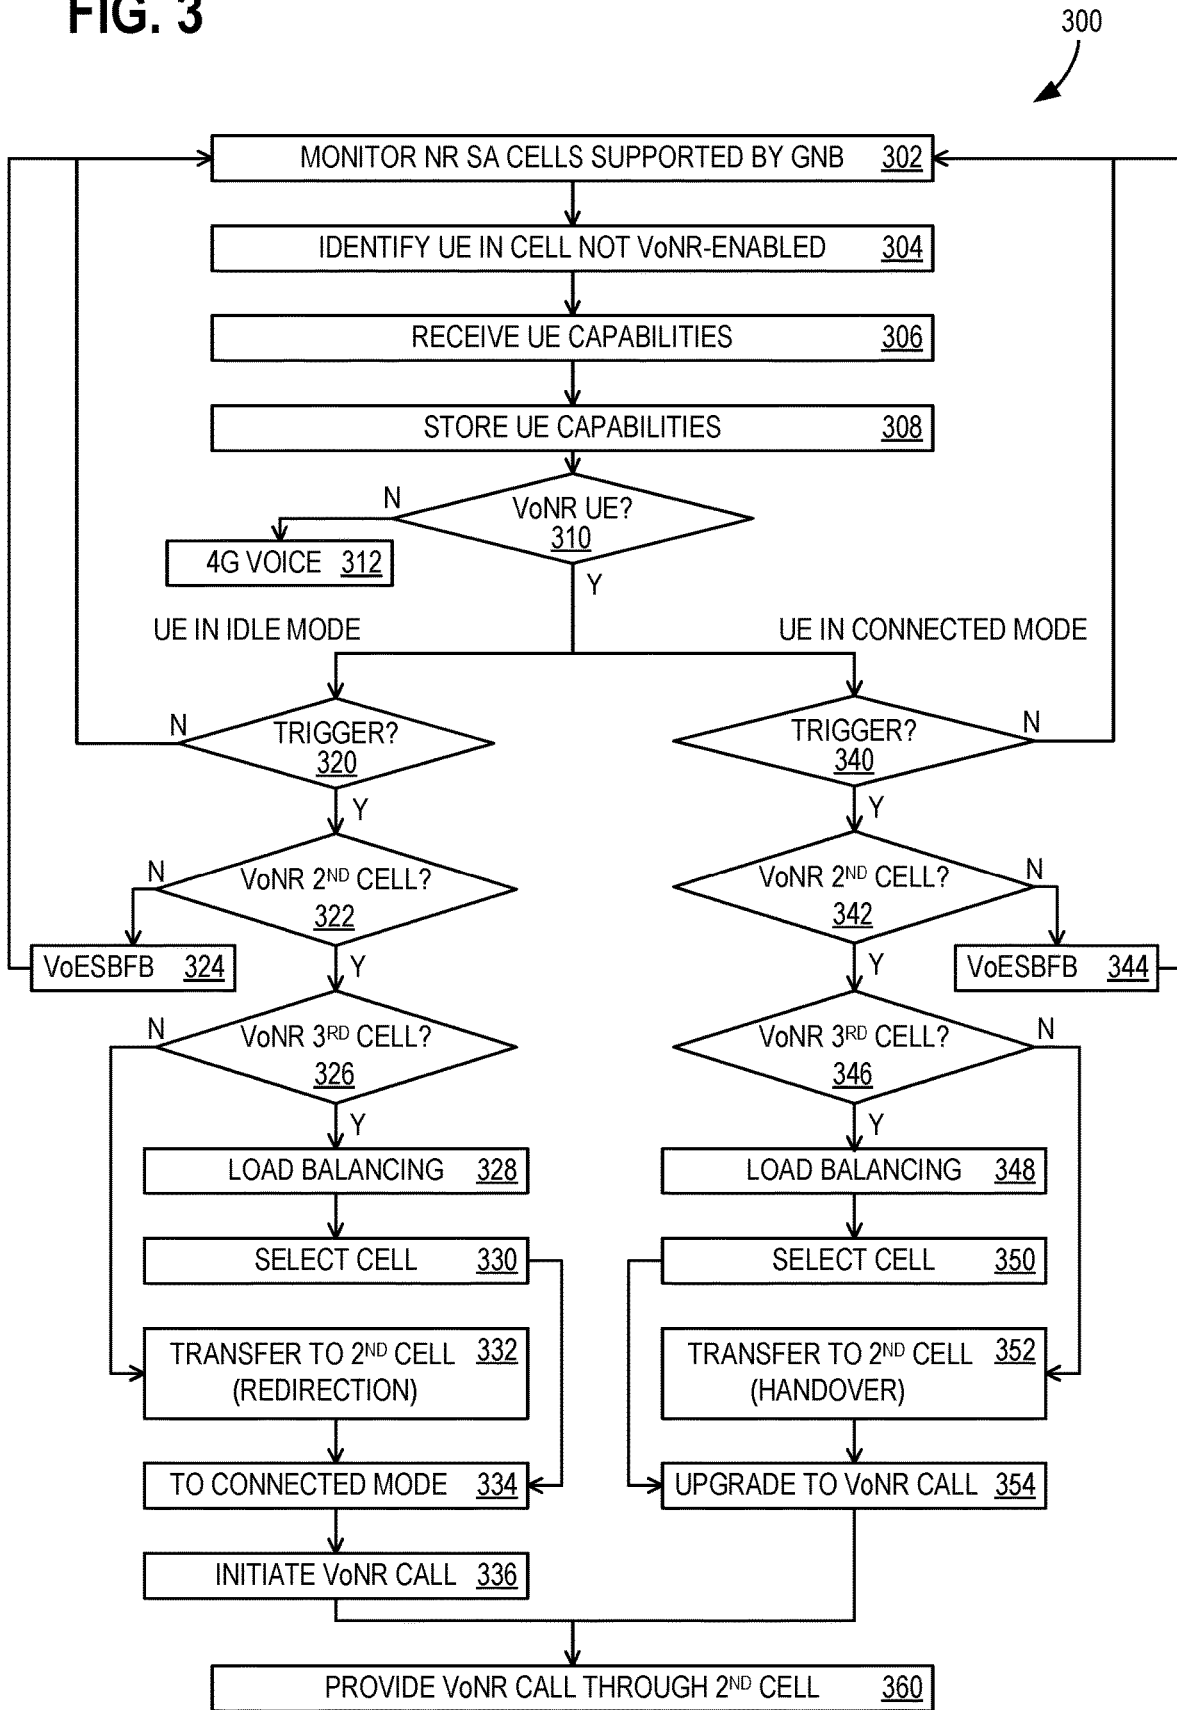 FIG. 3
300
MONITOR NR SA CELLS SUPPORTED BY GNB 302
IDENTIFY UE IN CELL NOT VoNR-ENABLED 304
RECEIVE UE CAPABILITIES 306
STORE UE CAPABILITIES 308
N
VoNR UE?
310
4G VOICE 312
Y
UE IN IDLE MODE
UE IN CONNECTED MODE
N
TRIGGER?
320
TRIGGER?
340
N
Y
Y
N
VoNR 2ND CELL?
322
VoNR 2ND CELL?
342
N
VoESBFB 324
Y
Y
VoESBFB 344
N
VoNR 3RD CELL?
326
VoNR 3RD CELL?
346
N
Y
Y
LOAD BALANCING 328
LOAD BALANCING 348
SELECT CELL 330
SELECT CELL 350
TRANSFER TO 2ND CELL 332
(REDIRECTION)
TRANSFER TO 2ND CELL 352
(HANDOVER)
TO CONNECTED MODE 334
UPGRADE TO VoNR CALL 354
INITIATE VoNR CALL 336
PROVIDE VoNR CALL THROUGH 2ND CELL 360